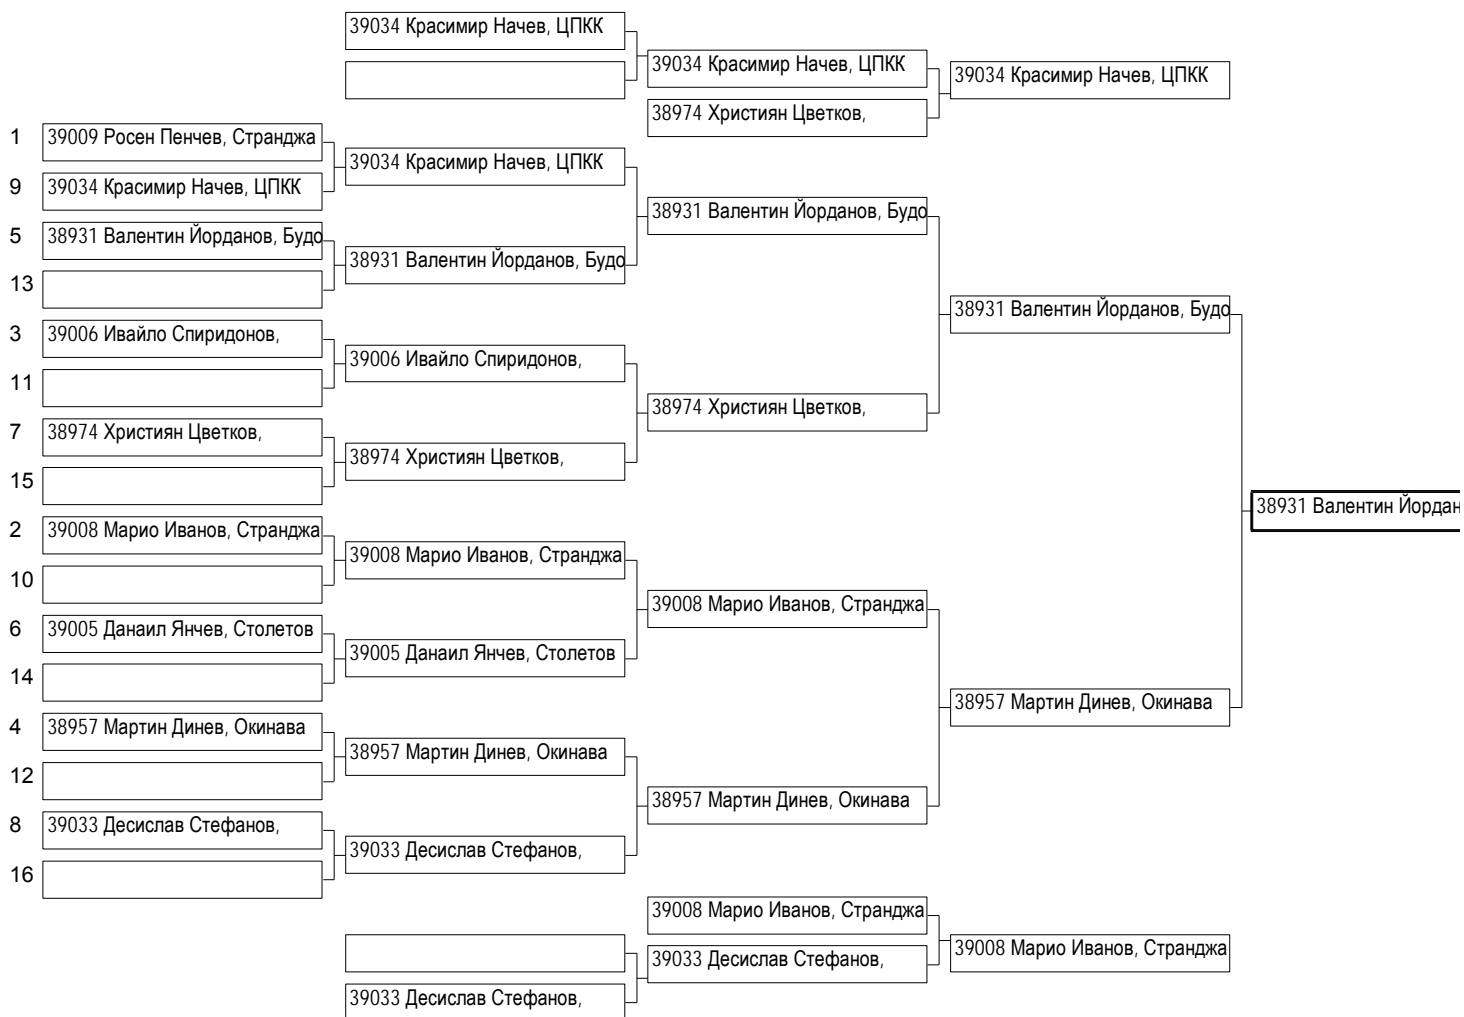 39034 Красимир Начев, ЦПКК
39034 Красимир Начев, ЦПКК
39034 Красимир Начев, ЦПКК
38974 Християн Цветков,
1 39009 Росен Пенчев, Странджа
39034 Красимир Начев, ЦПКК
9 39034 Красимир Начев, ЦПКК
38931 Валентин Йорданов, Будо
5 38931 Валентин Йорданов, Будо
38931 Валентин Йорданов, Будо
13
38931 Валентин Йорданов, Будо
3 39006 Ивайло Спиридонов,
39006 Ивайло Спиридонов,
11
38974 Християн Цветков,
7 38974 Християн Цветков,
38974 Християн Цветков,
15
38931 Валентин Йордан
2 39008 Марио Иванов, Странджа
39008 Марио Иванов, Странджа
10
39008 Марио Иванов, Странджа
6 39005 Данаил Янчев, Столетов
39005 Данаил Янчев, Столетов
14
38957 Мартин Динев, Окинава
4 38957 Мартин Динев, Окинава
38957 Мартин Динев, Окинава
12
38957 Мартин Динев, Окинава
8 39033 Десислав Стефанов,
39033 Десислав Стефанов,
16
39008 Марио Иванов, Странджа
39008 Марио Иванов, Странджа
39033 Десислав Стефанов,
39033 Десислав Стефанов,